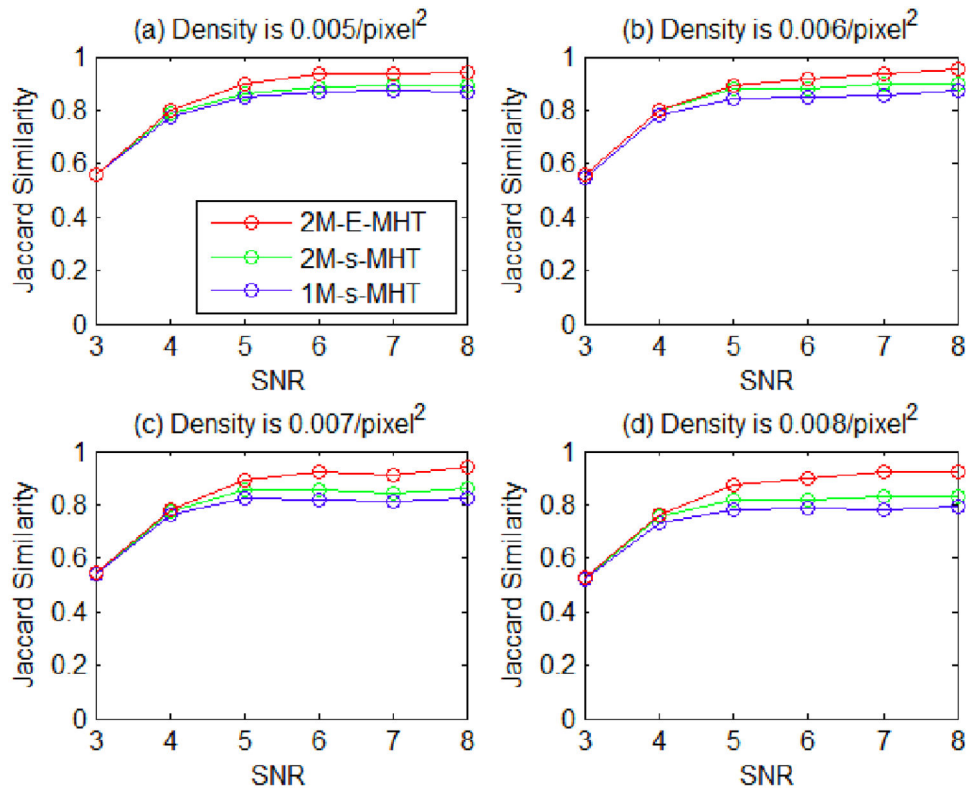 (a) Density is 0.005/pixel²
Jaccard Similarity
1
0.8
0.6
0.4
0.2
0
2M-E-MHT
2M-s-MHT
1M-s-MHT
3 4 5 6 7 8
SNR
(b) Density is 0.006/pixel²
Jaccard Similarity
1
0.8
0.6
0.4
0.2
0
3 4 5 6 7 8
SNR
(c) Density is 0.007/pixel²
Jaccard Similarity
1
0.8
0.6
0.4
0.2
0
3 4 5 6 7 8
SNR
(d) Density is 0.008/pixel²
Jaccard Similarity
1
0.8
0.6
0.4
0.2
0
3 4 5 6 7 8
SNR